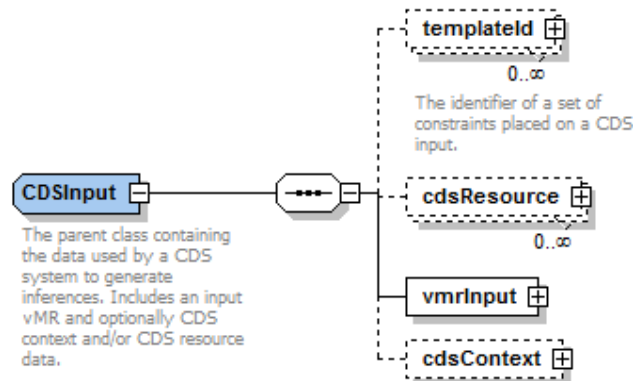 templateId
0..∞
The identifier of a set of
constraints placed on a CDS
input.
CDSInput
The parent class containing
the data used by a CDS
system to generate
inferences. Includes an input
vMR and optionally CDS
context and/or CDS resource
data.
cdsResource
0..∞
vmrInput
cdsContext